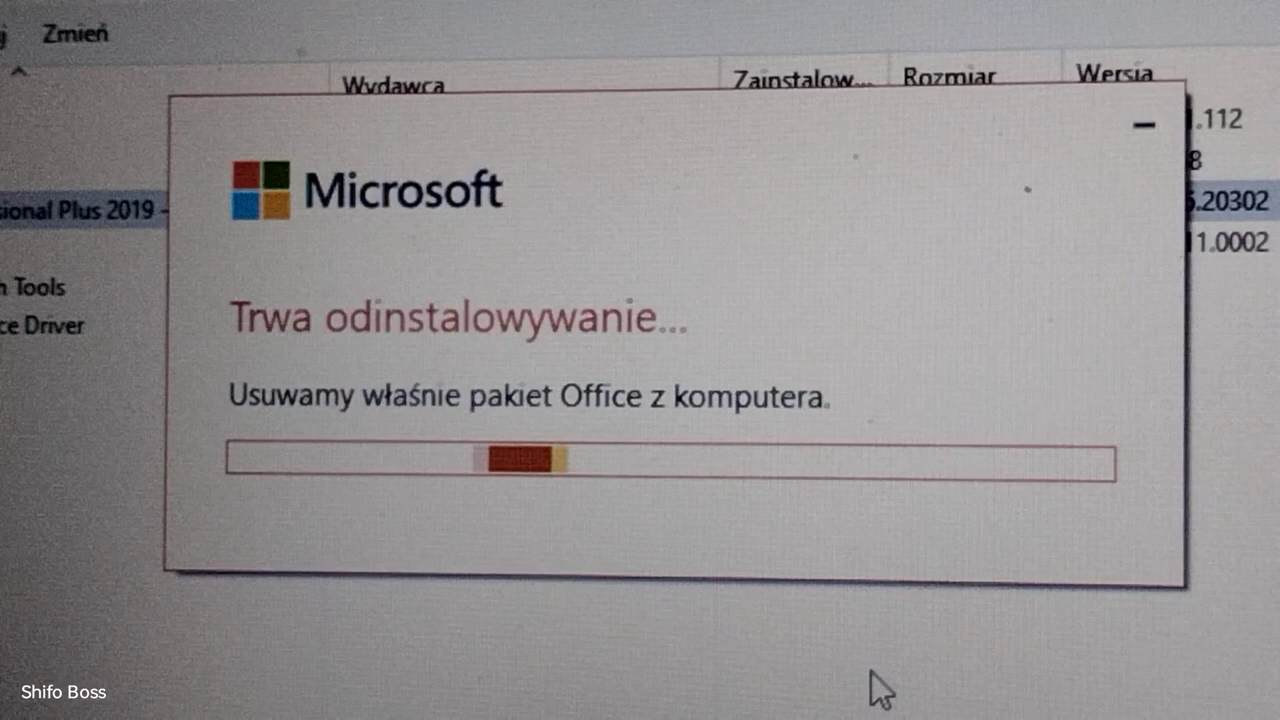 Zmień
Wydawca Zainstalow... Rozmiar Wersja
.112
8
Microsoft
sional Plus 2019 - .20302
1.0002
Tools
Trwa odinstalowywanie...
ce Driver
Usuwamy właśnie pakiet Office z komputera.
Shifo Boss